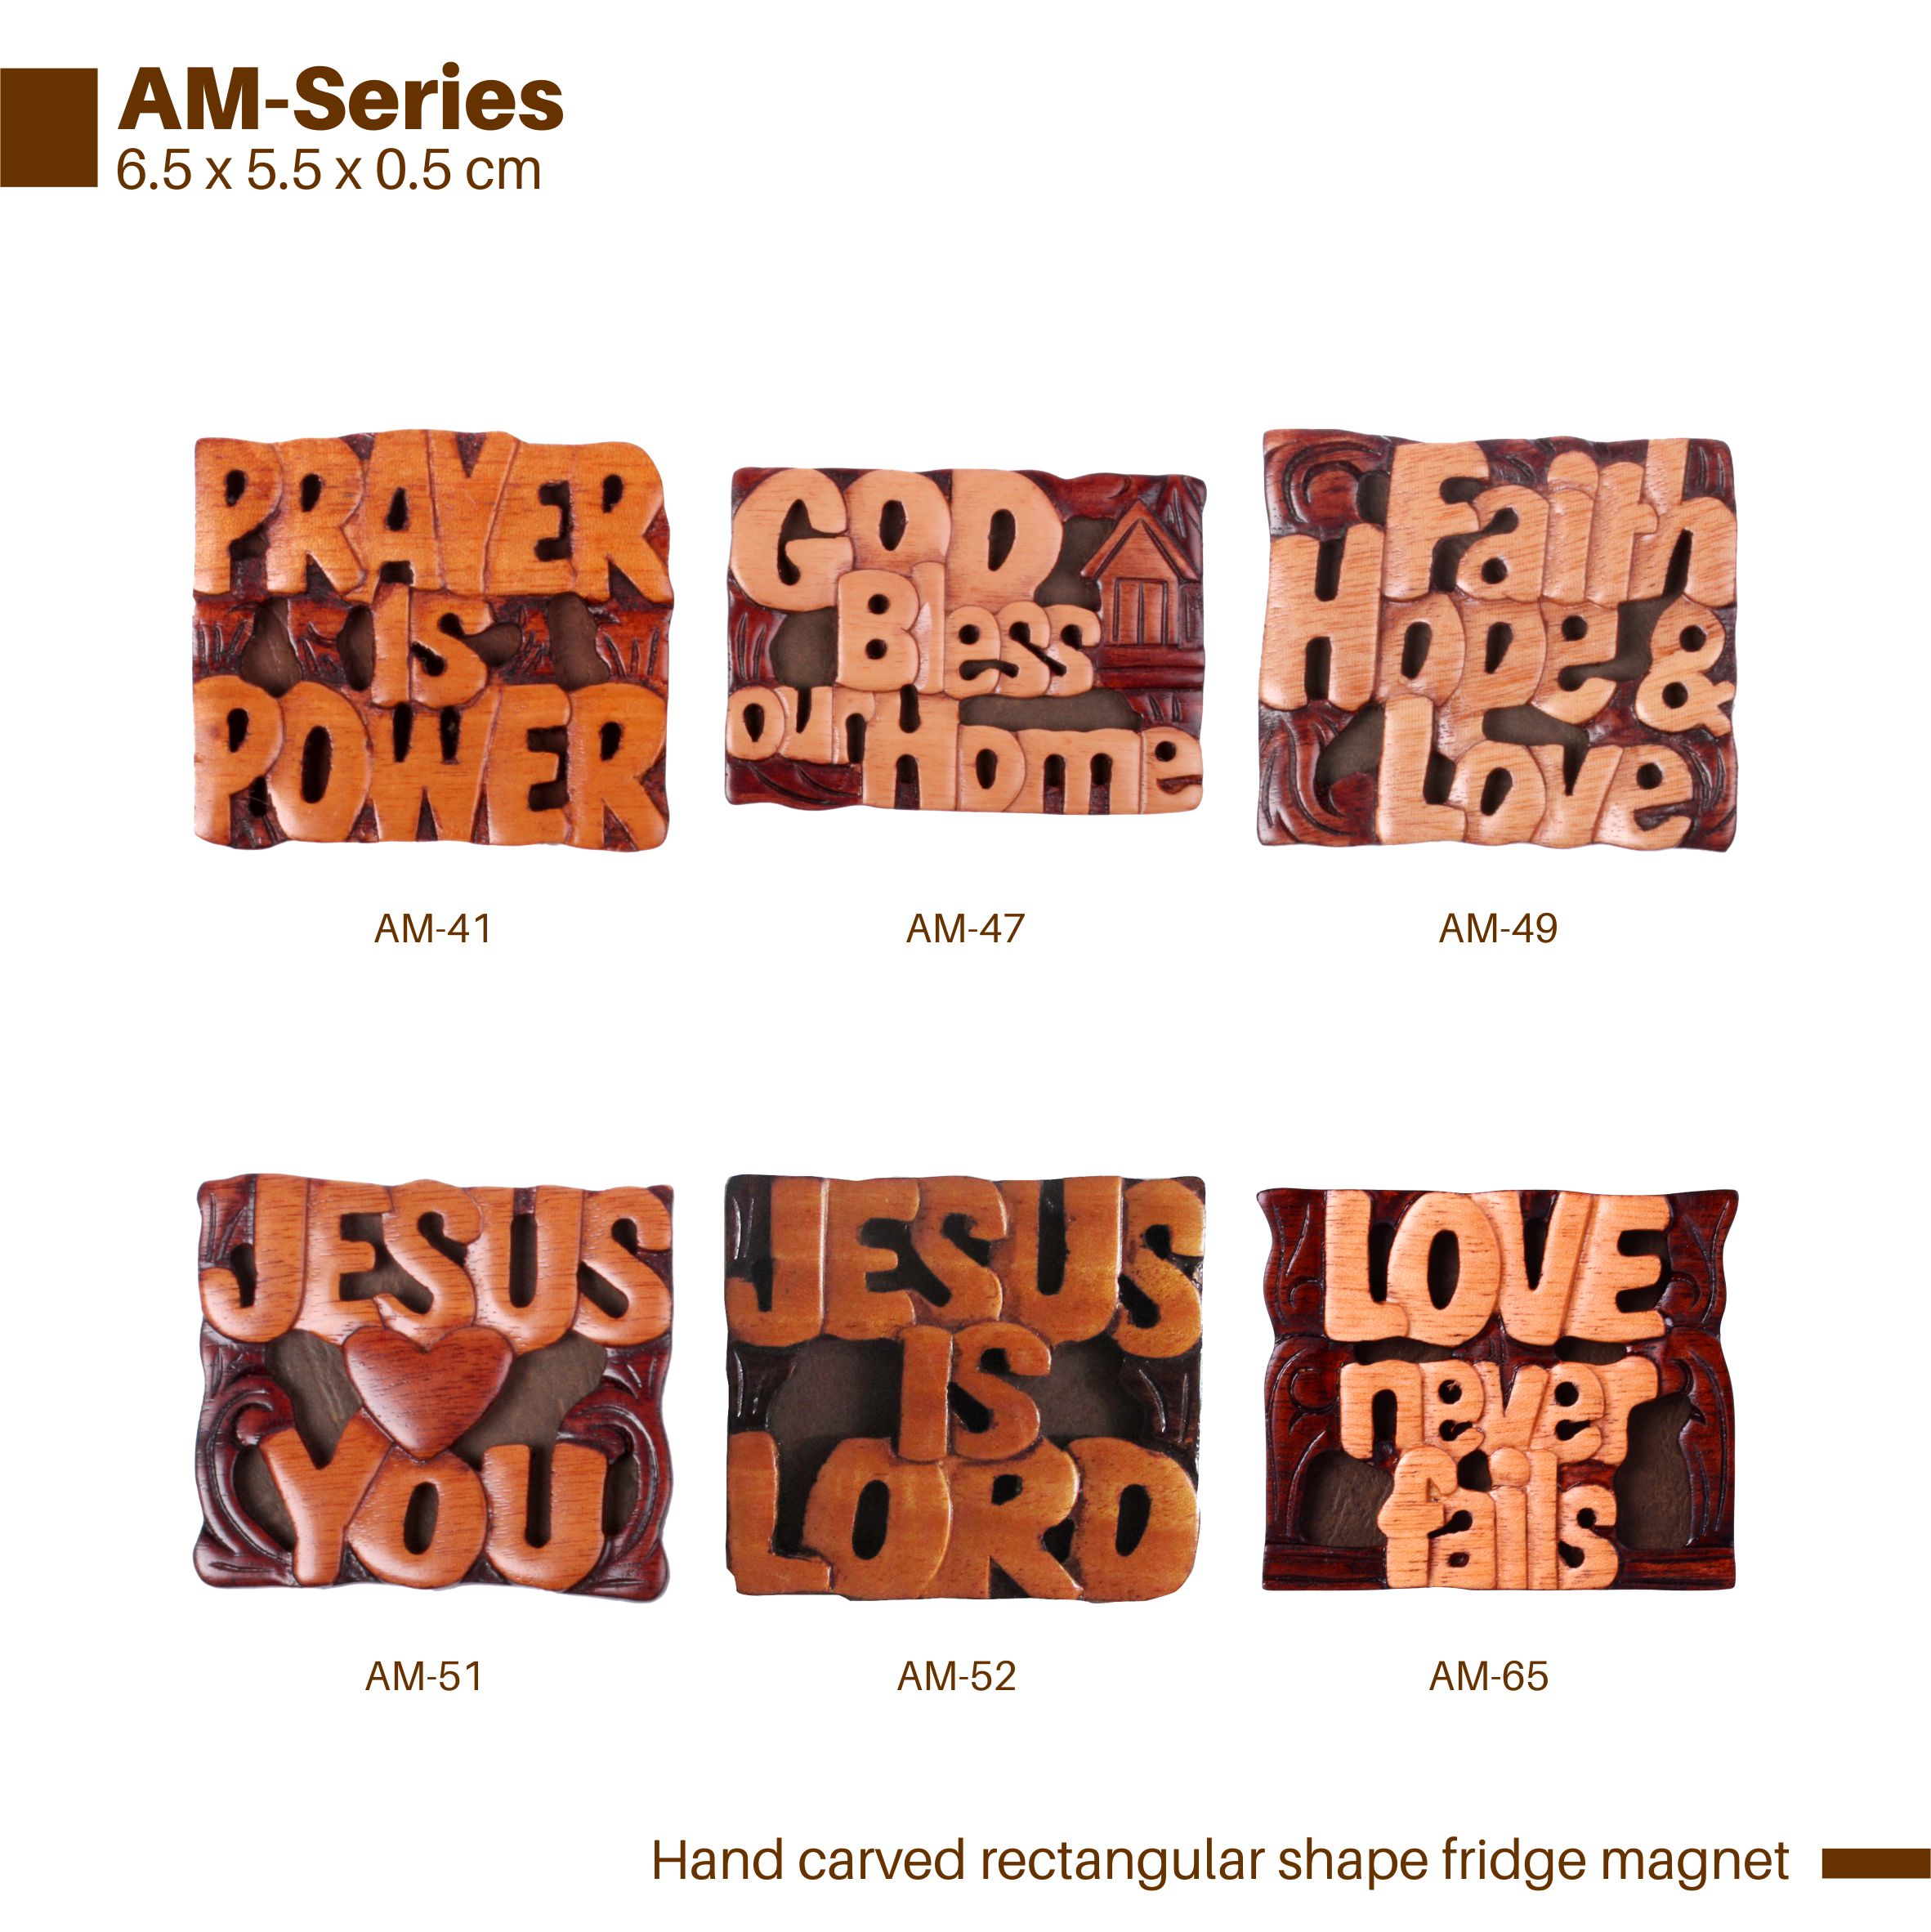 AM-Series
6.5 x 5.5 x 0.5 cm
PRAYER
IS
POWER
GOD
Bless
our Home
Faith
Hope &
Love
AM-41
AM-47
AM-49
JESUS
YOU
JESUS
IS
LORD
LOVE
never
fails
AM-51
AM-52
AM-65
Hand carved rectangular shape fridge magnet